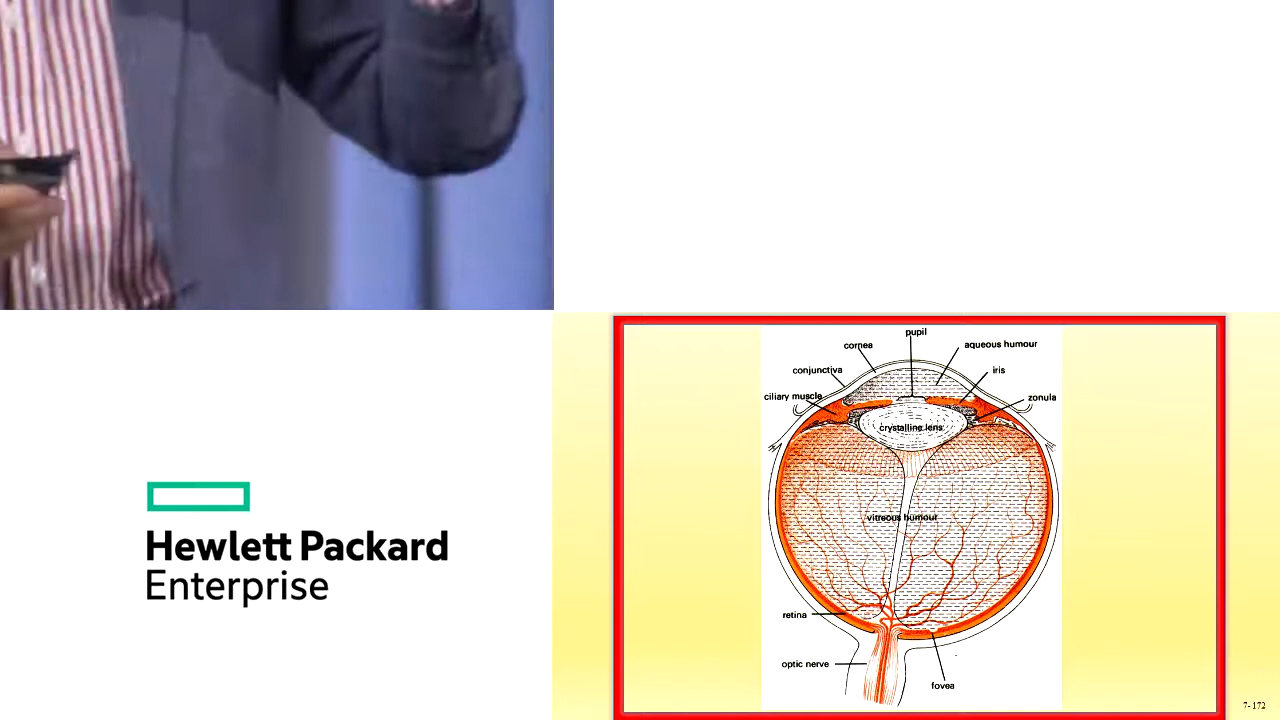 pupil
cornea
aqueous humour
conjunctiva
iris
ciliary muscle
zonula
crystalline lens
vitreous humour
Hewlett Packard
Enterprise
retina
optic nerve
fovea
7-172